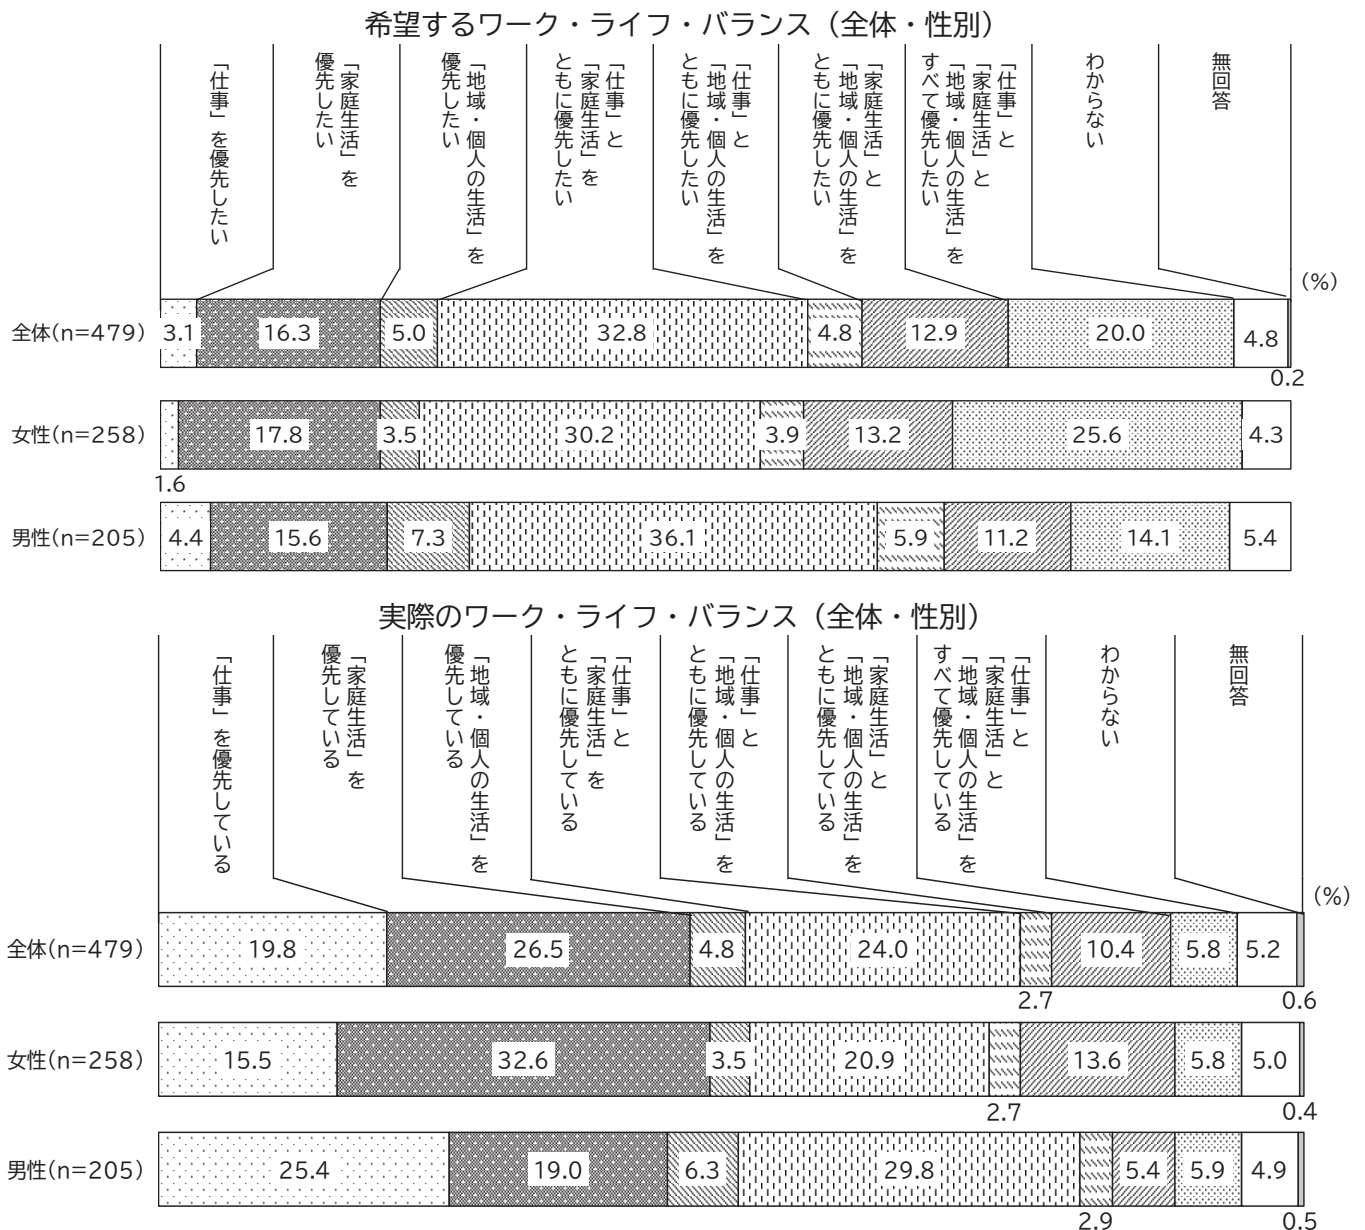 希望するワーク・ライフ・バランス（全体・性別）
「仕事」を優先したい
「家庭生活」を
優先したい
「地域・個人の生活」を
優先したい
「仕事」と
「家庭生活」を
ともに優先したい
「仕事」と
「地域・個人の生活」を
ともに優先したい
「家庭生活」と
「地域・個人の生活」を
ともに優先したい
「仕事」と
「家庭生活」と
「地域・個人の生活」を
すべて優先したい
わからない
無回答
(%)
全体(n=479) 3.1 16.3 5.0 32.8 4.8 12.9 20.0 4.8
0.2
女性(n=258) 17.8 3.5 30.2 3.9 13.2 25.6 4.3
1.6
男性(n=205) 4.4 15.6 7.3 36.1 5.9 11.2 14.1 5.4
実際のワーク・ライフ・バランス（全体・性別）
「仕事」を優先している
「家庭生活」を
優先している
「地域・個人の生活」を
優先している
「仕事」と
「家庭生活」を
ともに優先している
「仕事」と
「地域・個人の生活」を
ともに優先している
「家庭生活」と
「地域・個人の生活」を
ともに優先している
「仕事」と
「家庭生活」と
「地域・個人の生活」を
すべて優先している
わからない
無回答
(%)
全体(n=479) 19.8 26.5 4.8 24.0 10.4 5.8 5.2
2.7 0.6
女性(n=258) 15.5 32.6 3.5 20.9 13.6 5.8 5.0
2.7 0.4
男性(n=205) 25.4 19.0 6.3 29.8 5.4 5.9 4.9
2.9 0.5